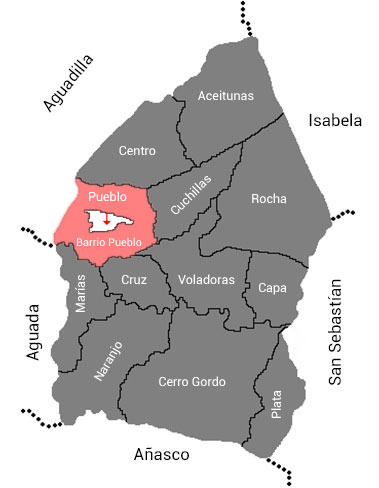 Aguadilla
Aceitunas
Isabela
Centro
Cuchillas
Pueblo
Rocha
Barrio Pueblo
Marías
Cruz
Voladoras
Capa
Aguada
San Sebastían
Naranjo
Cerro Gordo
Plata
Añasco